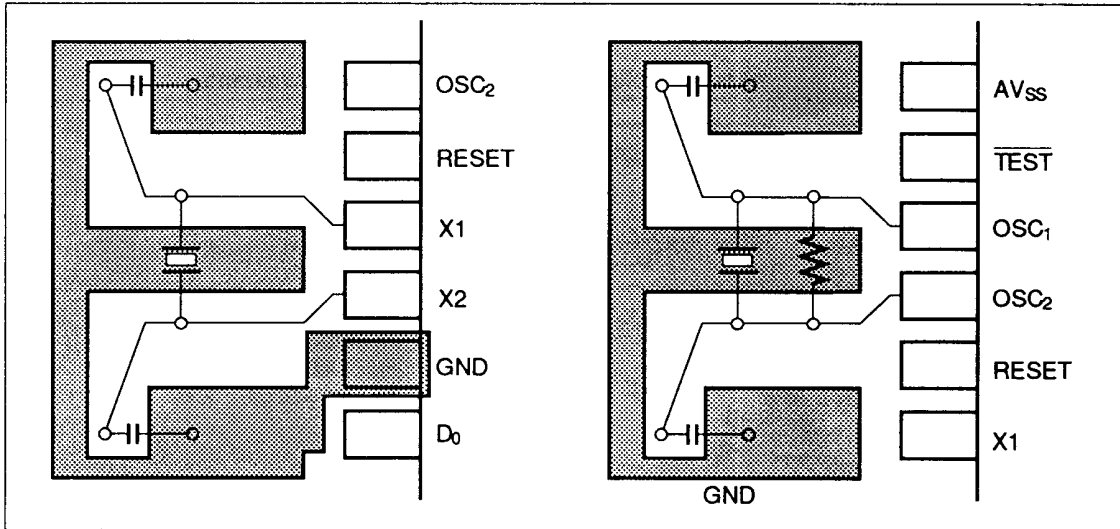 OSC₂
RESET
X1
X2
GND
D₀
AVSS
TEST
OSC₁
OSC₂
RESET
X1
GND